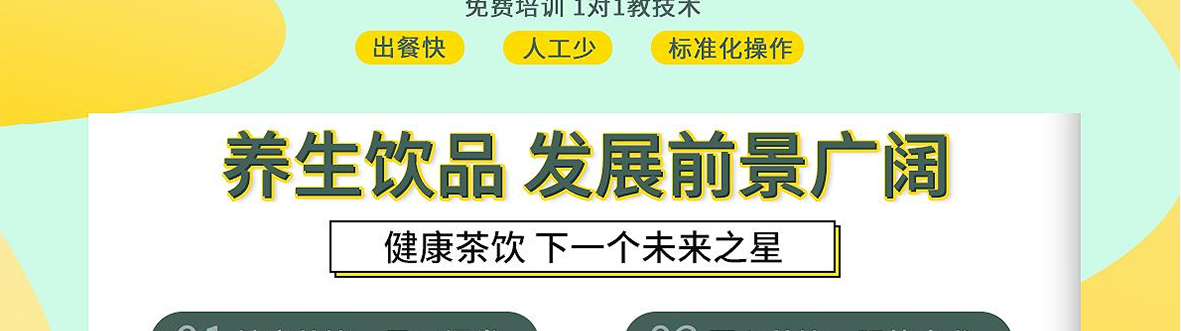 免费培训 1对1教技术
出餐快 人工少 标准化操作
养生饮品 发展前景广阔
健康茶饮 下一个未来之星